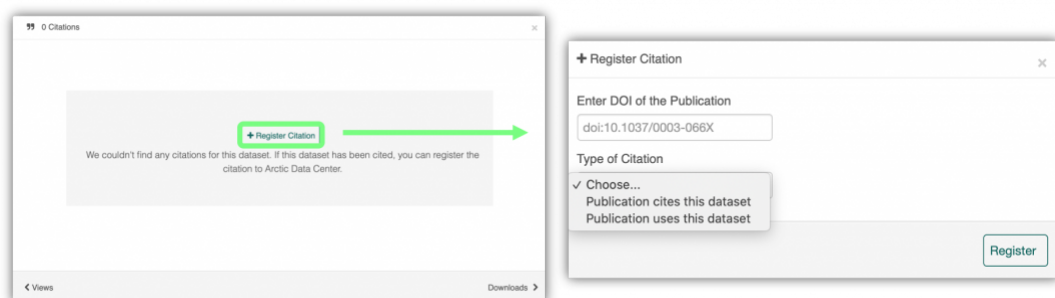 0 Citations
×
+ Register Citation
We couldn't find any citations for this dataset. If this dataset has been cited, you can register the
citation to Arctic Data Center.
Views
Downloads
+ Register Citation
×
Enter DOI of the Publication
doi:10.1037/0003-066X
Type of Citation
✓ Choose...
Publication cites this dataset
Publication uses this dataset
Register